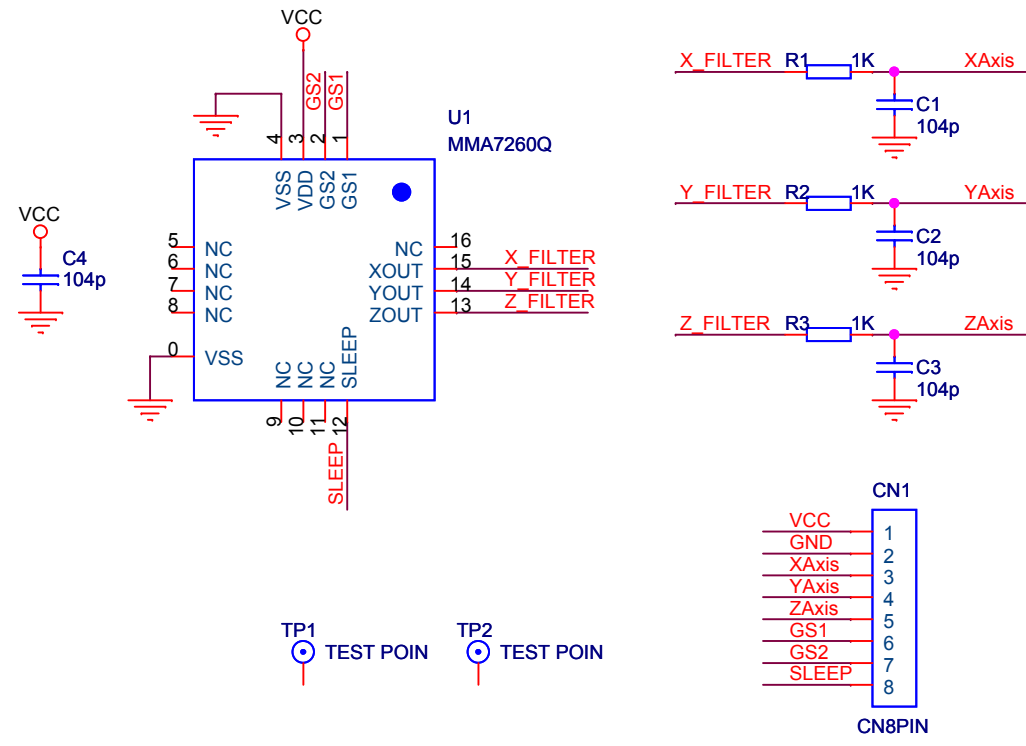 VCC
GS2
GS1
4
3
2
1
U1
MMA7260Q
VSS
VDD
GS2
GS1
VCC
C4
104p
5 NC
6 NC
7 NC
8 NC
0 VSS
NC 16
XOUT 15 X_FILTER
YOUT 14 Y_FILTER
ZOUT 13 Z_FILTER
NC
NC
NC
SLEEP
9
10
11
12
SLEEP
X_FILTER R1 1K XAxis
C1
104p
Y_FILTER R2 1K YAxis
C2
104p
Z_FILTER R3 1K ZAxis
C3
104p
CN1
VCC 1
GND 2
XAxis 3
YAxis 4
ZAxis 5
GS1 6
GS2 7
SLEEP 8
CN8PIN
TP1
TEST POIN
TP2
TEST POIN